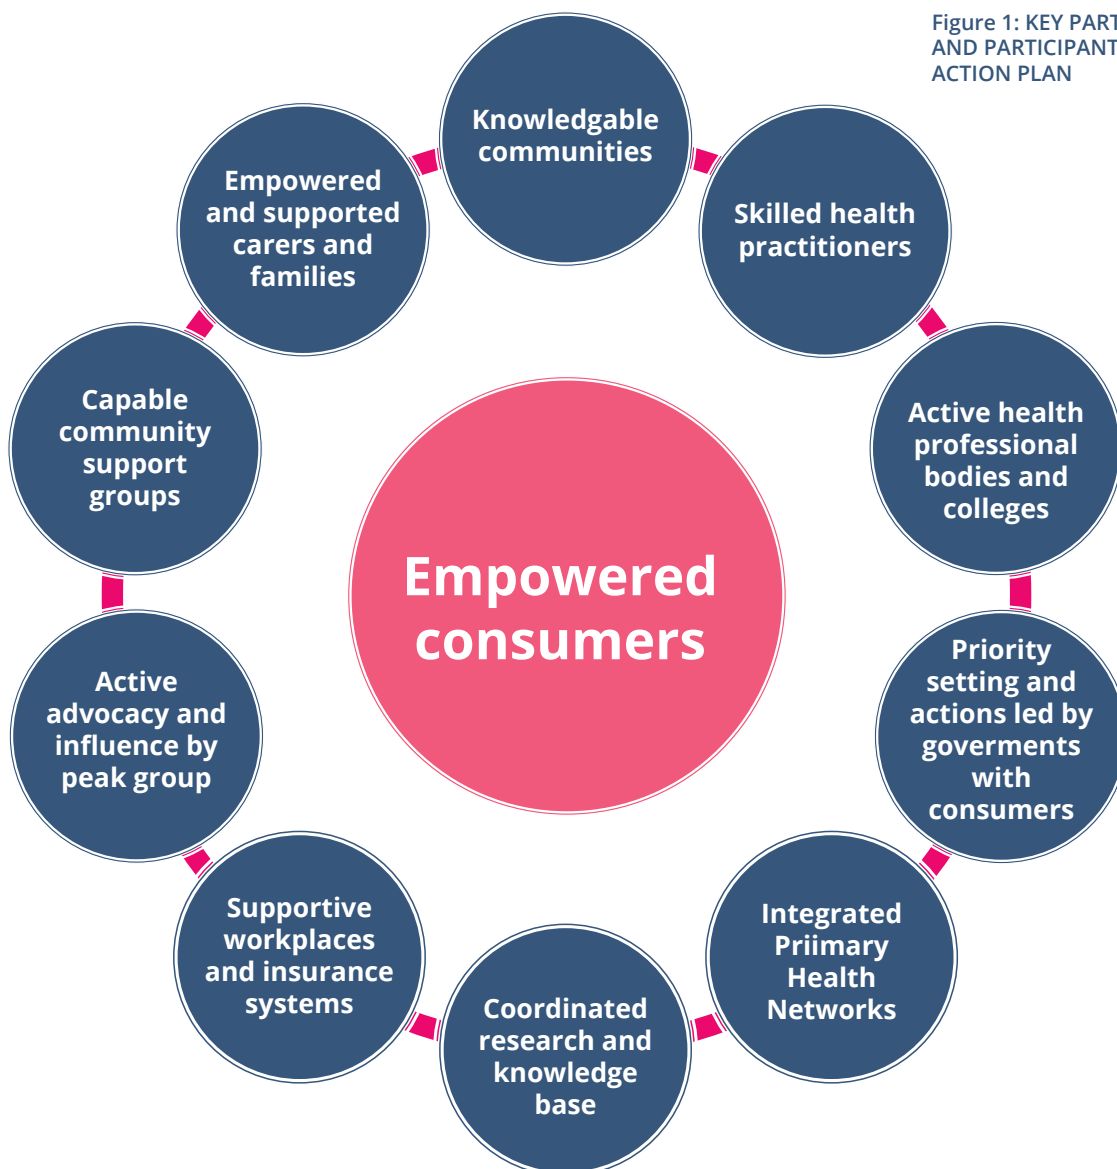 Figure 1: KEY PART
AND PARTICIPANT
ACTION PLAN
Knowledgable
communities
Skilled health
practitioners
Active health
professional
bodies and
colleges
Priority
setting and
actions led by
goverments
with
consumers
Integrated
Priimary
Health
Networks
Coordinated
research and
knowledge
base
Supportive
workplaces
and insurance
systems
Active
advocacy and
influence by
peak group
Capable
community
support
groups
Empowered
and supported
carers and
families
Empowered
consumers